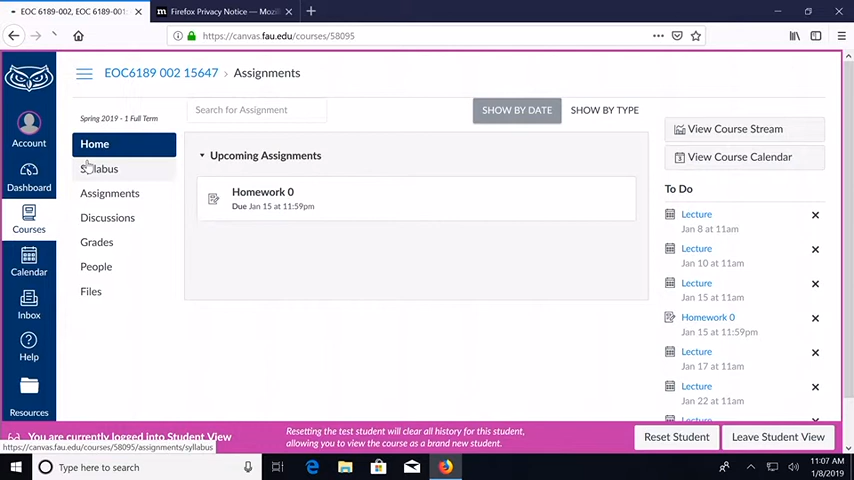 EOC 6189-002, EOC 6189-001:
Firefox Privacy Notice — Mozil
https://canvas.fau.edu/courses/58095
EOC6189 002 15647 › Assignments
Spring 2019 - 1 Full Term
Home
Syllabus
Assignments
Discussions
Grades
People
Files
Account
Dashboard
Courses
Calendar
Inbox
Help
Resources
Search for Assignment
SHOW BY DATE
SHOW BY TYPE
Upcoming Assignments
Homework 0
Due Jan 15 at 11:59pm
View Course Stream
View Course Calendar
To Do
Lecture
Jan 8 at 11am
Lecture
Jan 10 at 11am
Lecture
Jan 15 at 11am
Homework 0
Jan 15 at 11:59pm
Lecture
Jan 17 at 11am
Lecture
Jan 22 at 11am
You are currently logged into Student View
Resetting the test student will clear all history for this student,
allowing you to view the course as a brand new student.
Reset Student
Leave Student View
https://canvas.fau.edu/courses/58095/assignments/syllabus
Type here to search
11:07 AM
1/8/2019